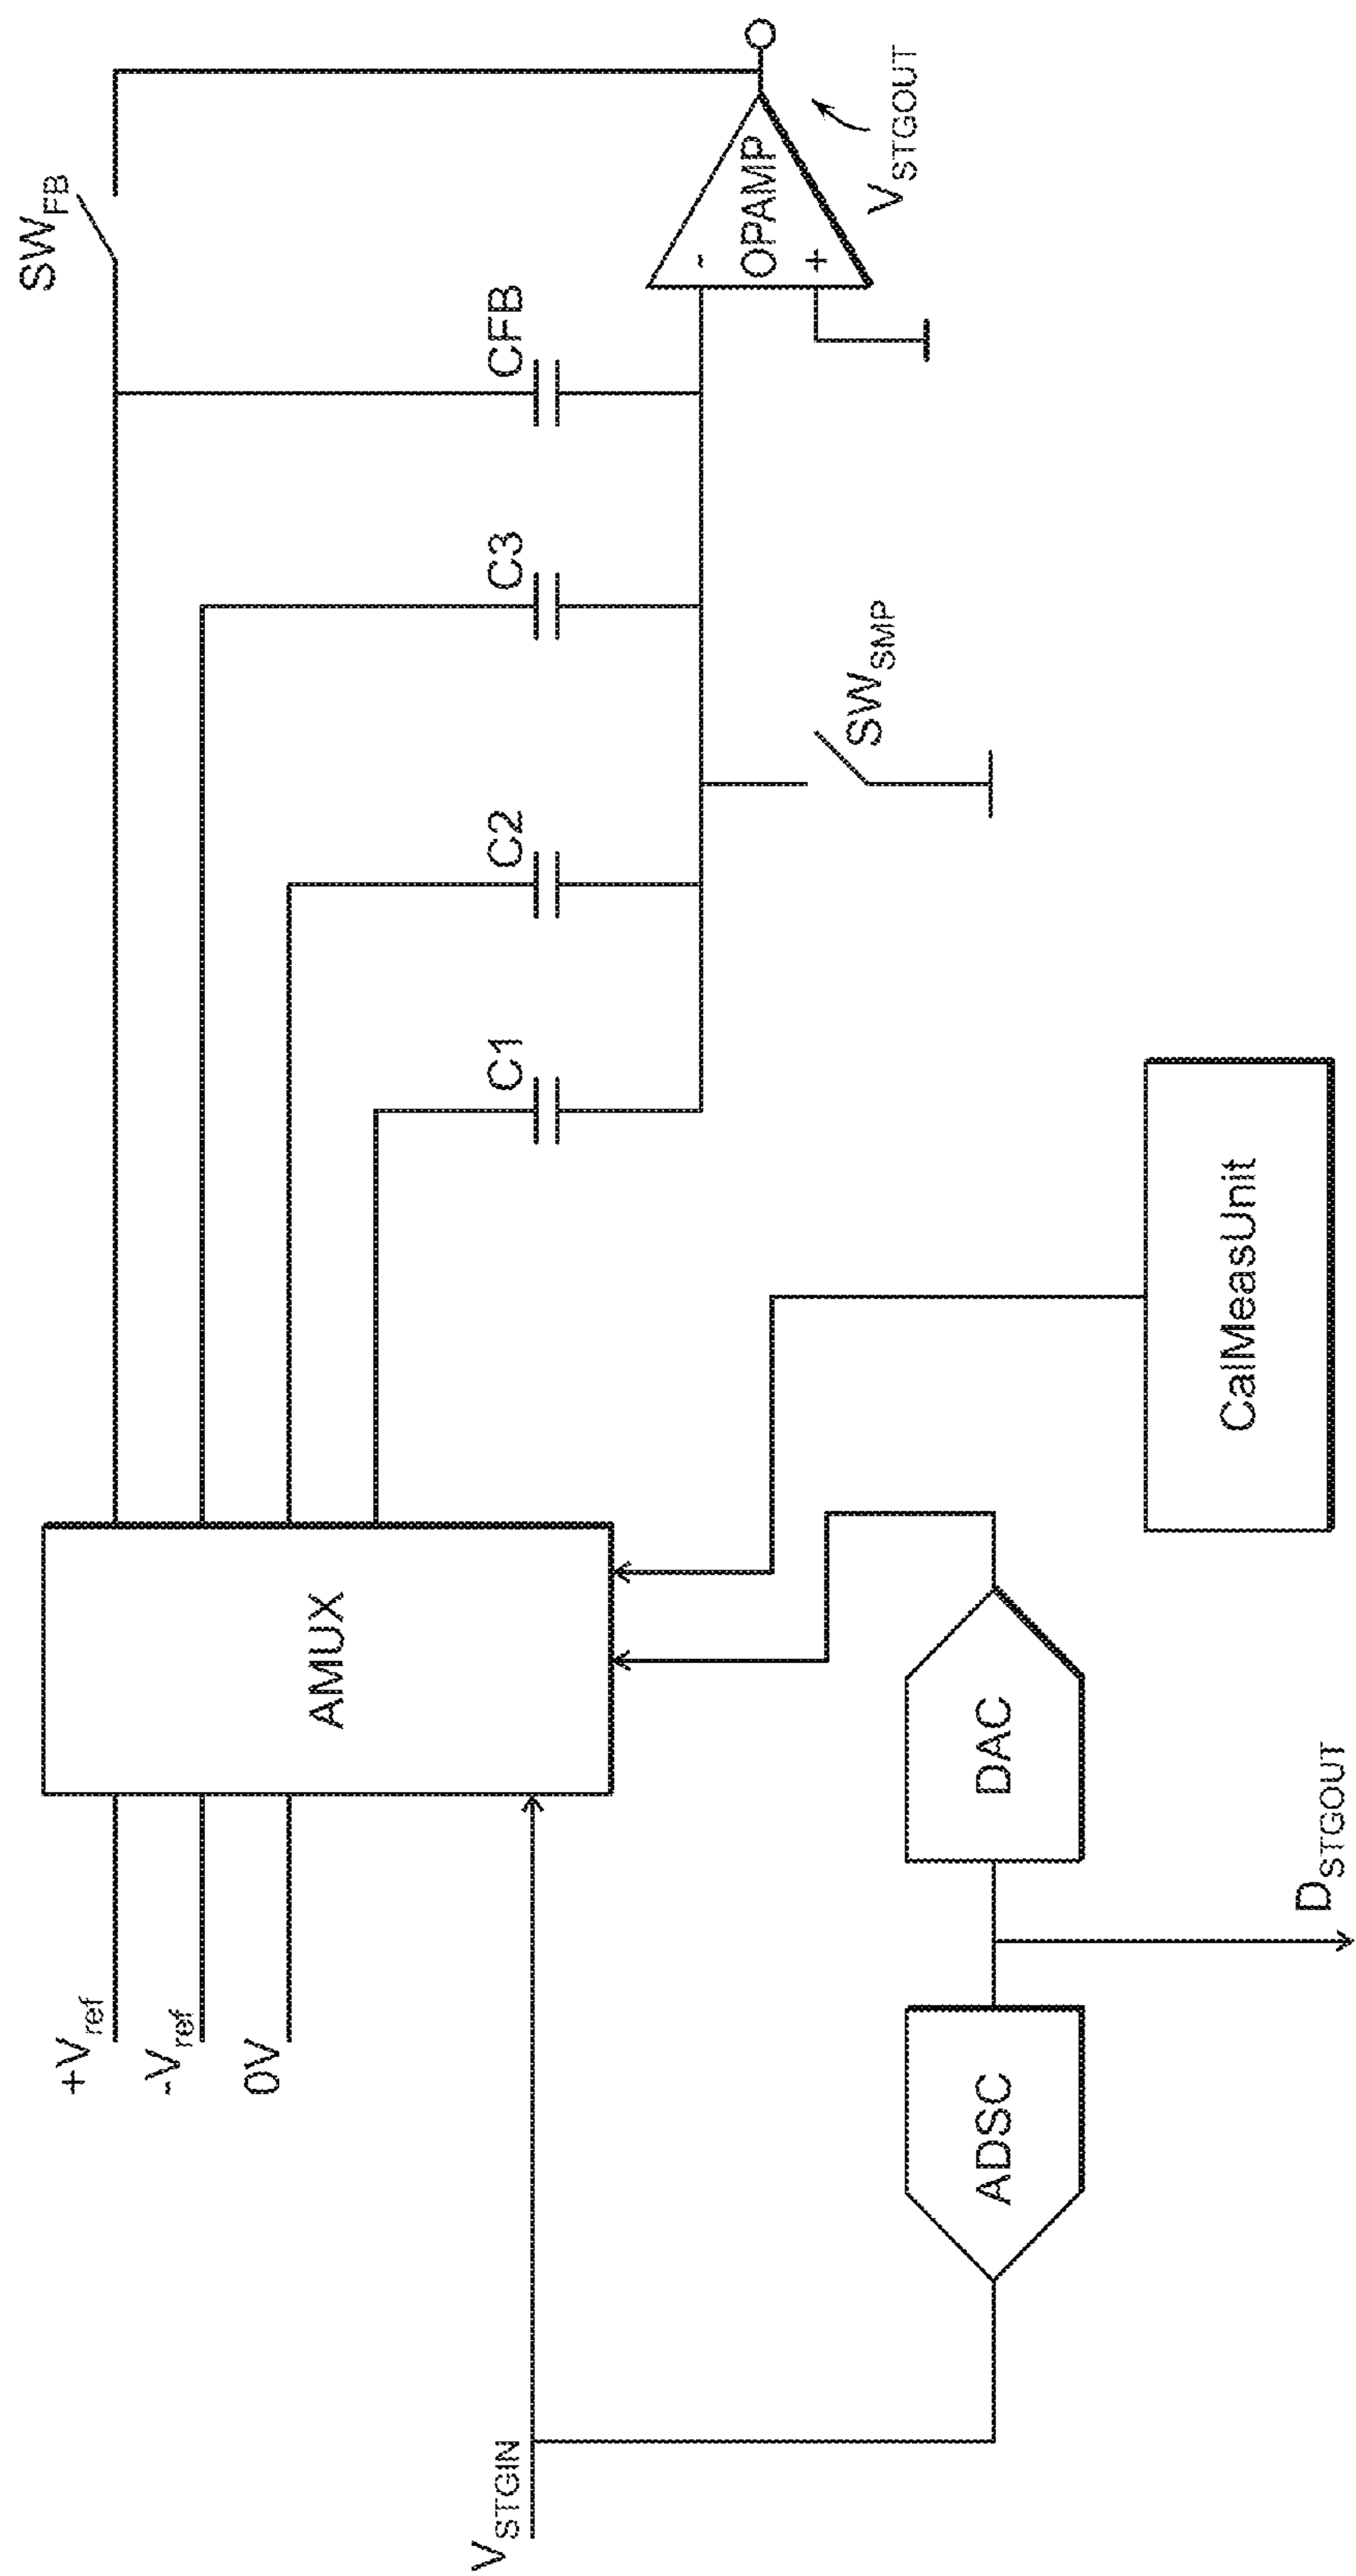 SW_FB
+V_ref
-V_ref
0V
AMUX
C1
C2
C3
CFB
-
OPAMP
+
V_STGOUT
V_STGIN
SW_SMP
ADSC
DAC
CalMeasUnit
D_STGOUT